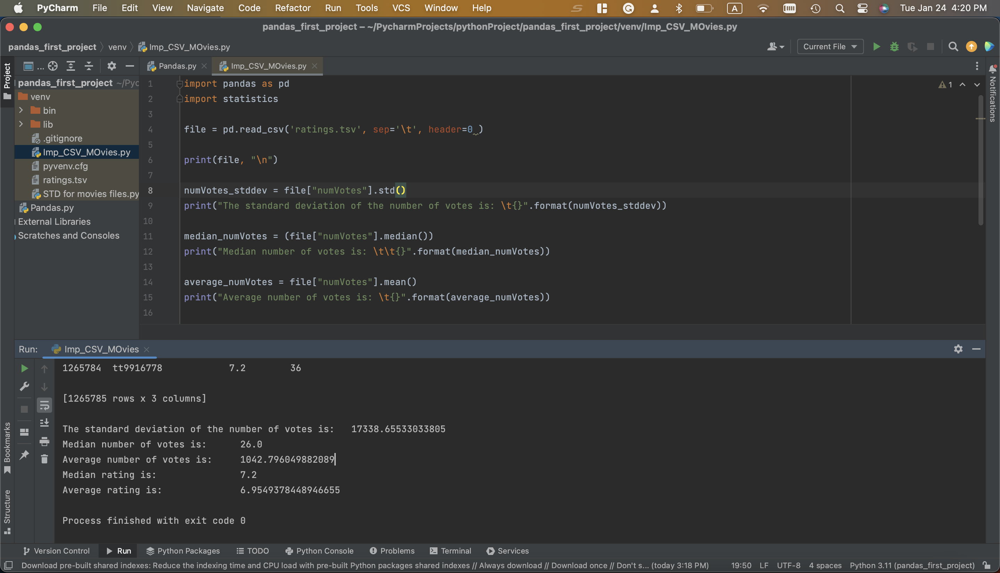 PyCharm File Edit View Navigate Code Refactor Run Tools VCS Window Help A Tue Jan 24 4:20 PM
pandas_first_project – ~/PycharmProjects/pythonProject/pandas_first_project/venv/Imp_CSV_MOvies.py
pandas_first_project venv Imp_CSV_MOvies.py Current File
Project
... Pandas.py Imp_CSV_MOvies.py
pandas_first_project ~/Pyc
venv
bin
lib
.gitignore
Imp_CSV_MOvies.py
pyvenv.cfg
ratings.tsv
STD for movies files.py
Pandas.py
External Libraries
Scratches and Consoles
1 import pandas as pd
2 import statistics
3
4 file = pd.read_csv('ratings.tsv', sep='\t', header=0 )
5
6 print(file, "\n")
7
8 numVotes_stddev = file["numVotes"].std()
9 print("The standard deviation of the number of votes is: \t{}".format(numVotes_stddev))
10
11 median_numVotes = (file["numVotes"].median())
12 print("Median number of votes is: \t\t{}".format(median_numVotes))
13
14 average_numVotes = file["numVotes"].mean()
15 print("Average number of votes is: \t{}".format(average_numVotes))
16
1
Notifications
Run: Imp_CSV_MOvies
1265784 tt9916778 7.2 36
[1265785 rows x 3 columns]
The standard deviation of the number of votes is: 17338.65533033805
Median number of votes is: 26.0
Average number of votes is: 1042.796049882089
Median rating is: 7.2
Average rating is: 6.9549378448946655
Process finished with exit code 0
Bookmarks
Structure
Version Control Run Python Packages TODO Python Console Problems Terminal Services
Download pre-built shared indexes: Reduce the indexing time and CPU load with pre-built Python packages shared indexes // Always download // Download once // Don't s... (today 3:18 PM) 19:50 LF UTF-8 4 spaces Python 3.11 (pandas_first_project)